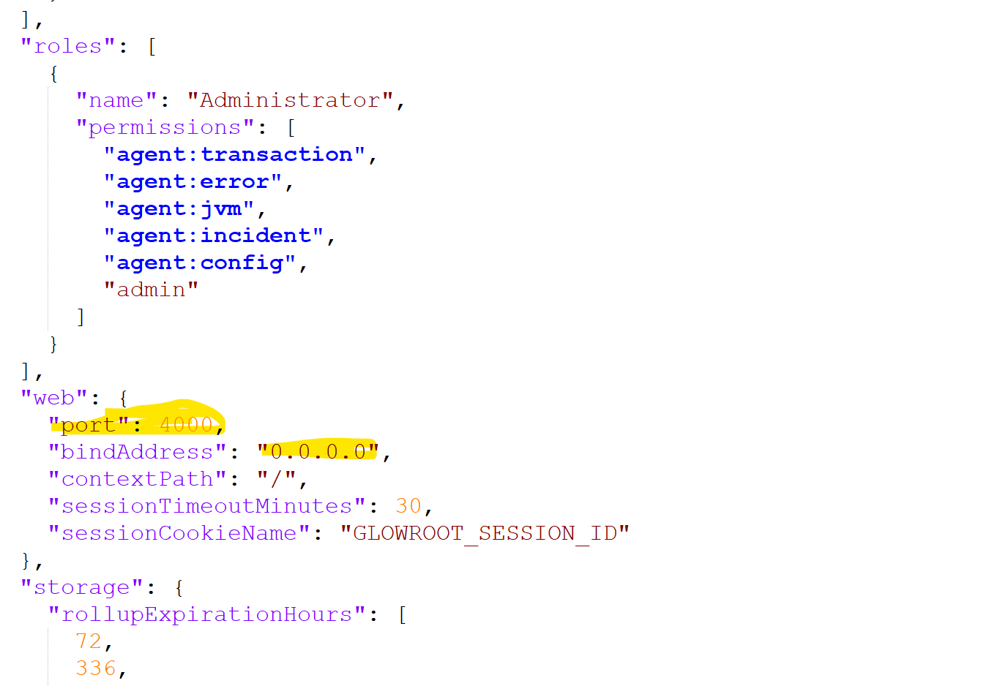 ],
"roles": [
{
"name": "Administrator",
"permissions": [
"agent:transaction",
"agent:error",
"agent:jvm",
"agent:incident",
"agent:config",
"admin"
]
}
],
"web": {
"port": 4000,
"bindAddress": "0.0.0.0",
"contextPath": "/",
"sessionTimeoutMinutes": 30,
"sessionCookieName": "GLOWROOT_SESSION_ID"
},
"storage": {
"rollupExpirationHours": [
72,
336,